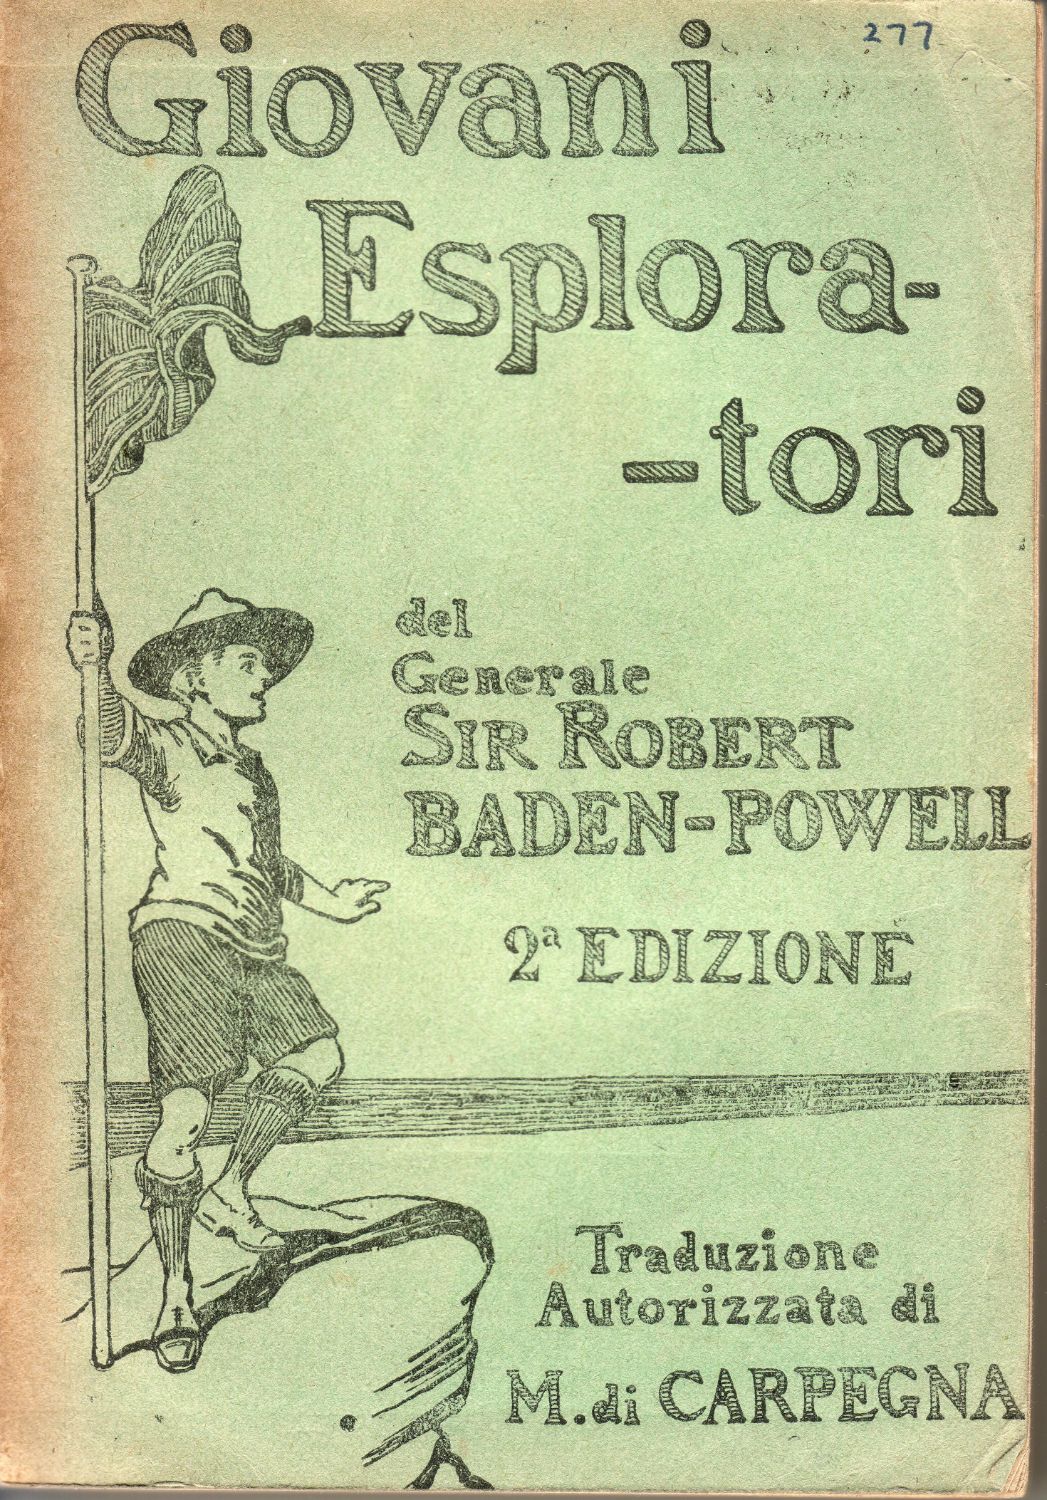 277
Giovani
Esplora-
-tori
del
Generale
SIR ROBERT
BADEN-POWELL
2ª EDIZIONE
Traduzione
Autorizzata di
M. di CARPEGNA